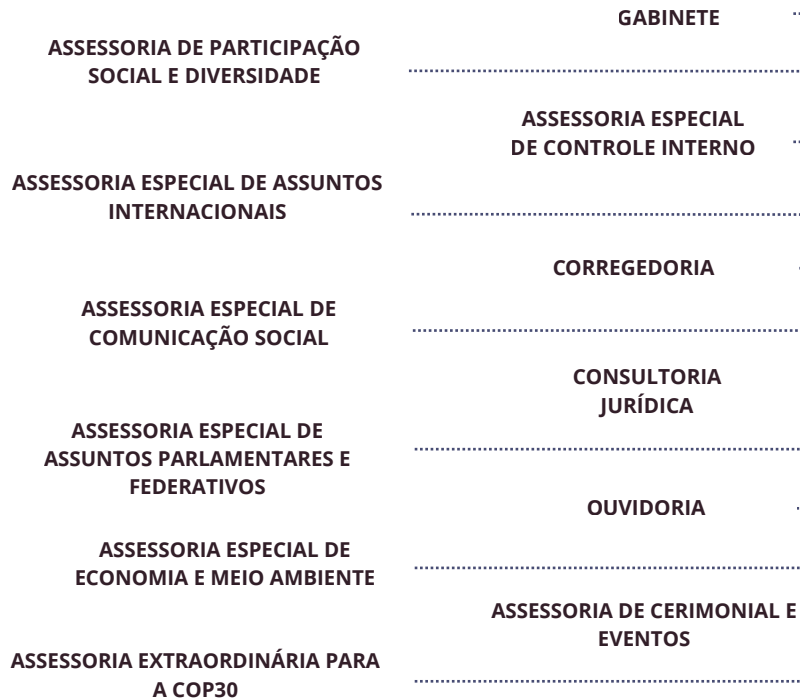 GABINETE
ASSESSORIA DE PARTICIPAÇÃO
SOCIAL E DIVERSIDADE
ASSESSORIA ESPECIAL
DE CONTROLE INTERNO
ASSESSORIA ESPECIAL DE ASSUNTOS
INTERNACIONAIS
CORREGEDORIA
ASSESSORIA ESPECIAL DE
COMUNICAÇÃO SOCIAL
CONSULTORIA
JURÍDICA
ASSESSORIA ESPECIAL DE
ASSUNTOS PARLAMENTARES E
FEDERATIVOS
OUVIDORIA
ASSESSORIA ESPECIAL DE
ECONOMIA E MEIO AMBIENTE
ASSESSORIA DE CERIMONIAL E
EVENTOS
ASSESSORIA EXTRAORDINÁRIA PARA
A COP30